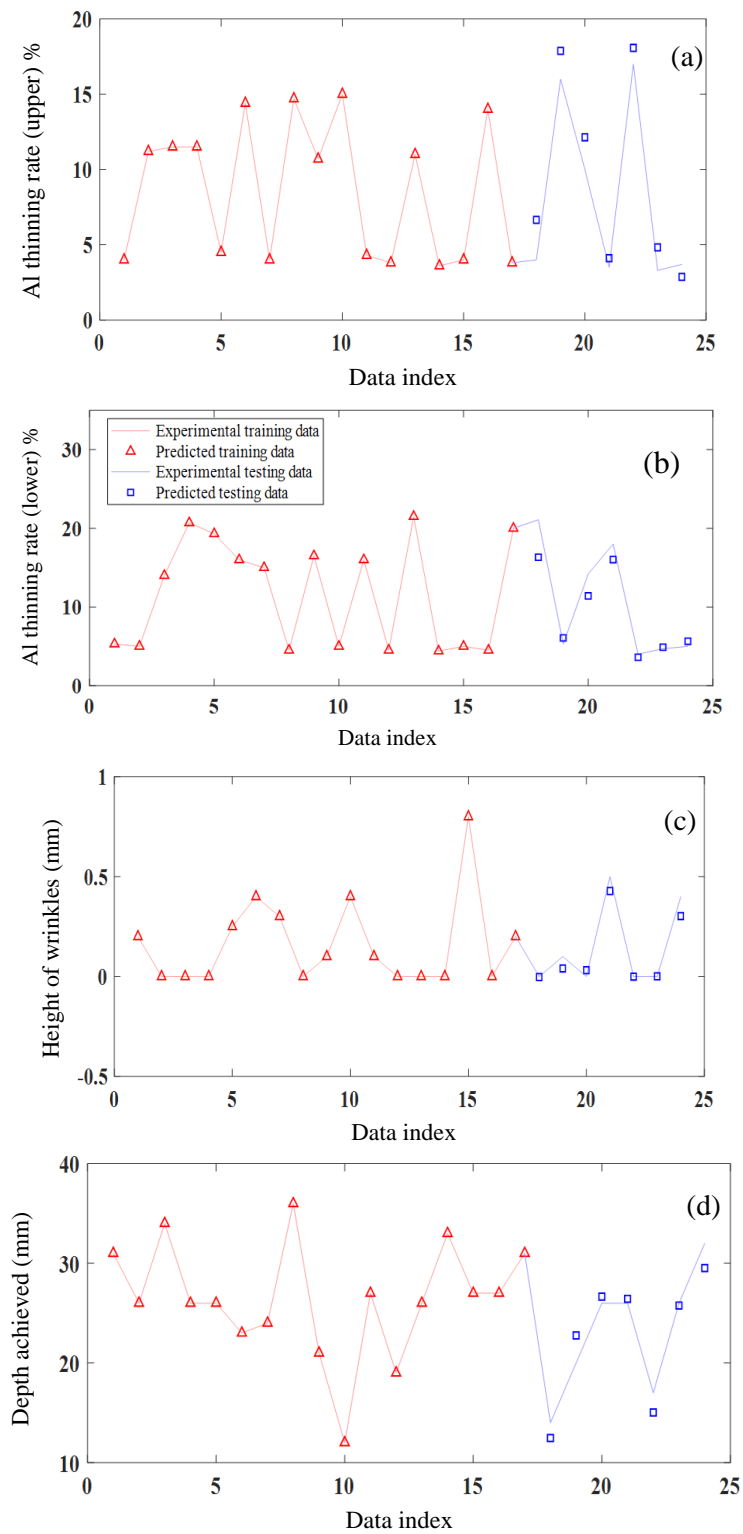 20
15
10
5
0
0
5
10
15
20
25
Al thinning rate (upper) %
Data index
(a)
30
20
10
0
0
5
10
15
20
25
Al thinning rate (lower) %
Data index
Experimental training data
Predicted training data
Experimental testing data
Predicted testing data
(b)
1
0.5
0
-0.5
0
5
10
15
20
25
Height of wrinkles (mm)
Data index
(c)
40
30
20
10
0
5
10
15
20
25
Depth achieved (mm)
Data index
(d)